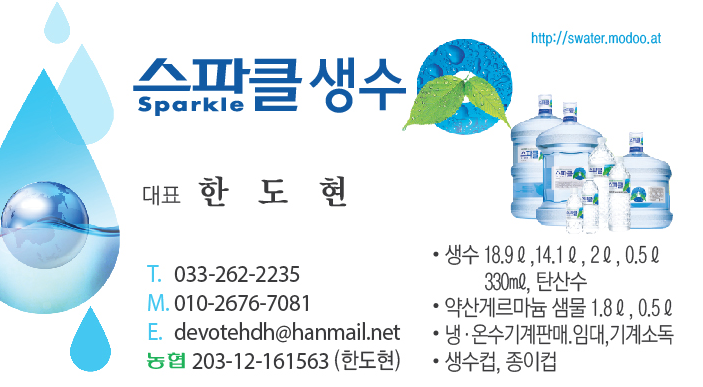 http://swater.modoo.at
스파클 생수
Sparkle
대표 한 도 현
T. 033-262-2235
M. 010-2676-7081
E. devotehdh@hanmail.net
농협 203-12-161563 (한도현)
• 생수 18.9ℓ,14.1ℓ, 2ℓ, 0.5ℓ
330㎖, 탄산수
• 약산게르마늄 샘물 1.8ℓ, 0.5ℓ
• 냉·온수기계판매.임대,기계소독
• 생수컵, 종이컵
스파클